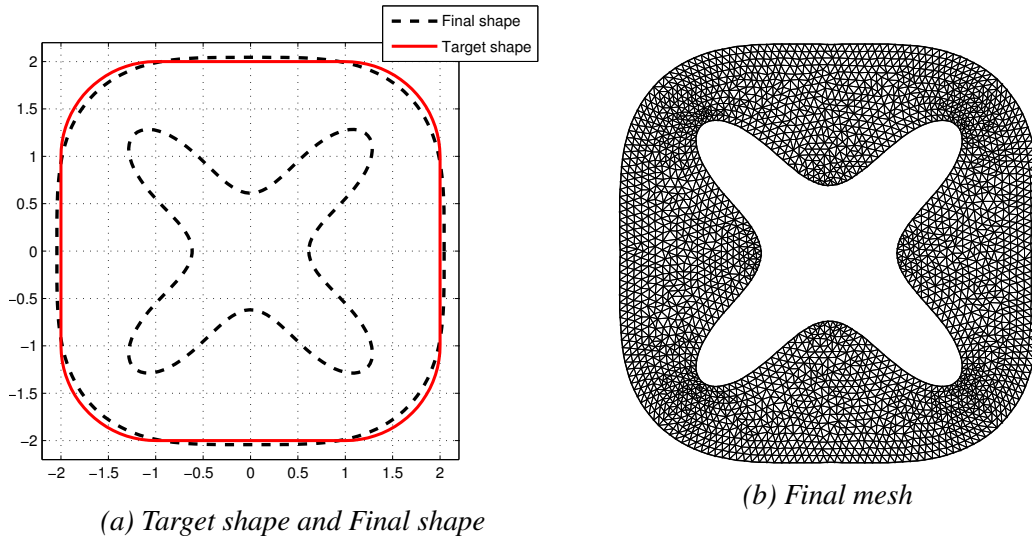 Final shape
Target shape
2
1.5
1
0.5
0
−0.5
−1
−1.5
−2
−2 −1.5 −1 −0.5 0 0.5 1 1.5 2
(a) Target shape and Final shape
(b) Final mesh